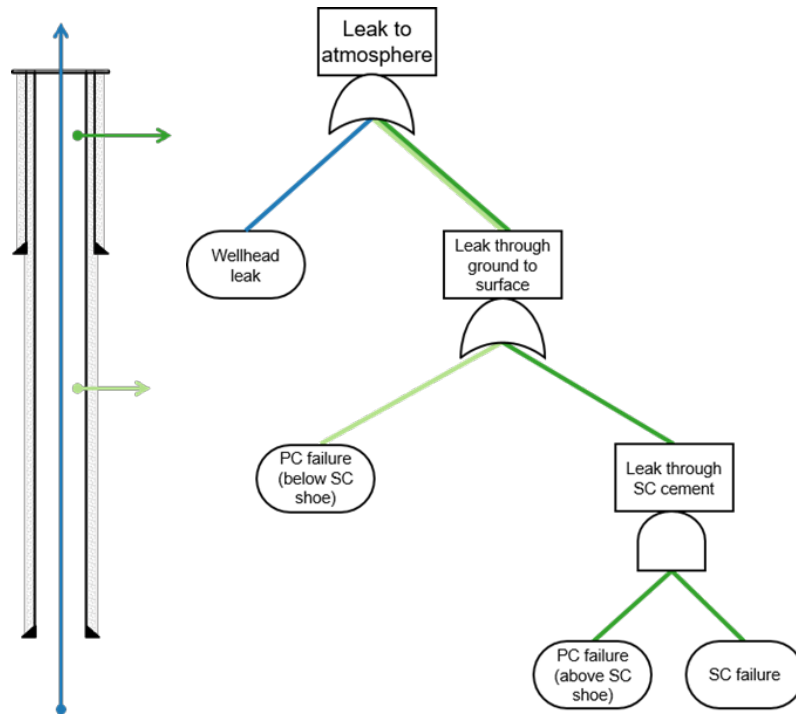 Leak to
atmosphere
Wellhead
leak
Leak through
ground to
surface
PC failure
(below SC
shoe)
Leak through
SC cement
PC failure
(above SC
shoe)
SC failure